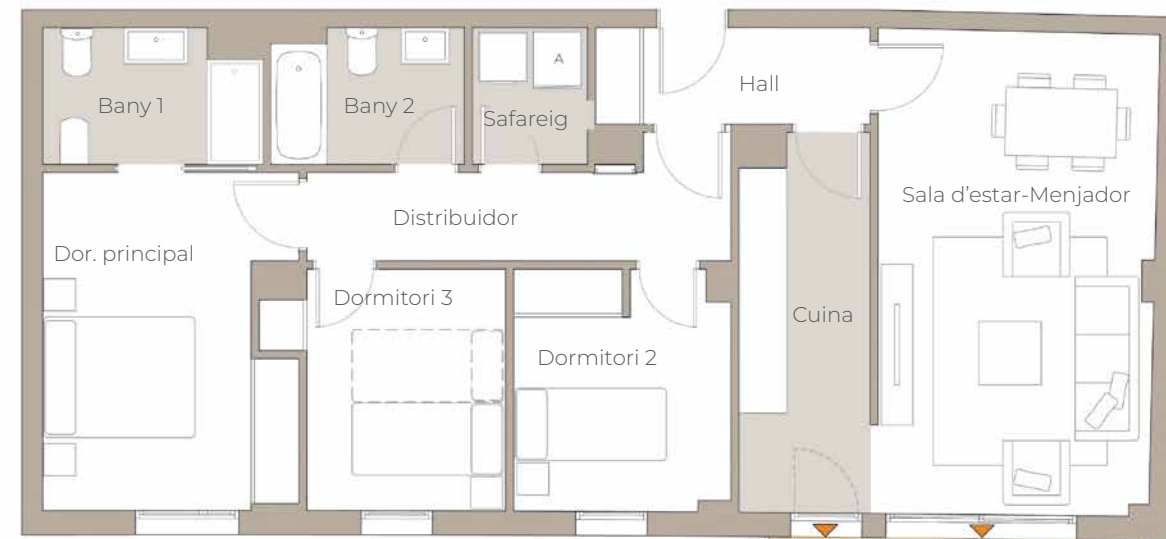 Bany 1
Bany 2
Safareig
A
Hall
Sala d'estar-Menjador
Distribuidor
Dor. principal
Dormitori 3
Dormitori 2
Cuina